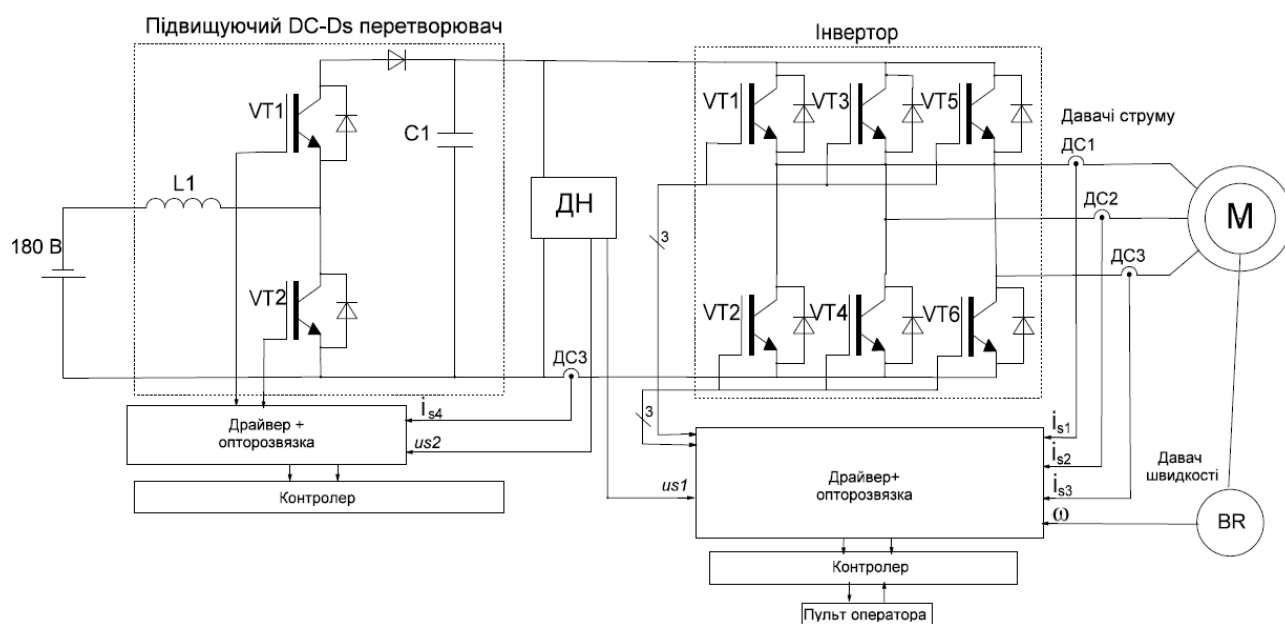 Підвищуючий DC-Ds перетворювач
Інвертор
VT1
C1
L1
180 В
VT2
ДН
VT1
VT3
VT5
Давачі струму
ДС1
ДС2
ДС3
M
3
VT2
VT4
VT6
ДС3
3
Драйвер +
опторозвязка
is4
us2
Контролер
us1
Драйвер+
опторозвязка
is1
is2
is3
ω
Давач
швидкості
BR
Контролер
Пульт оператора